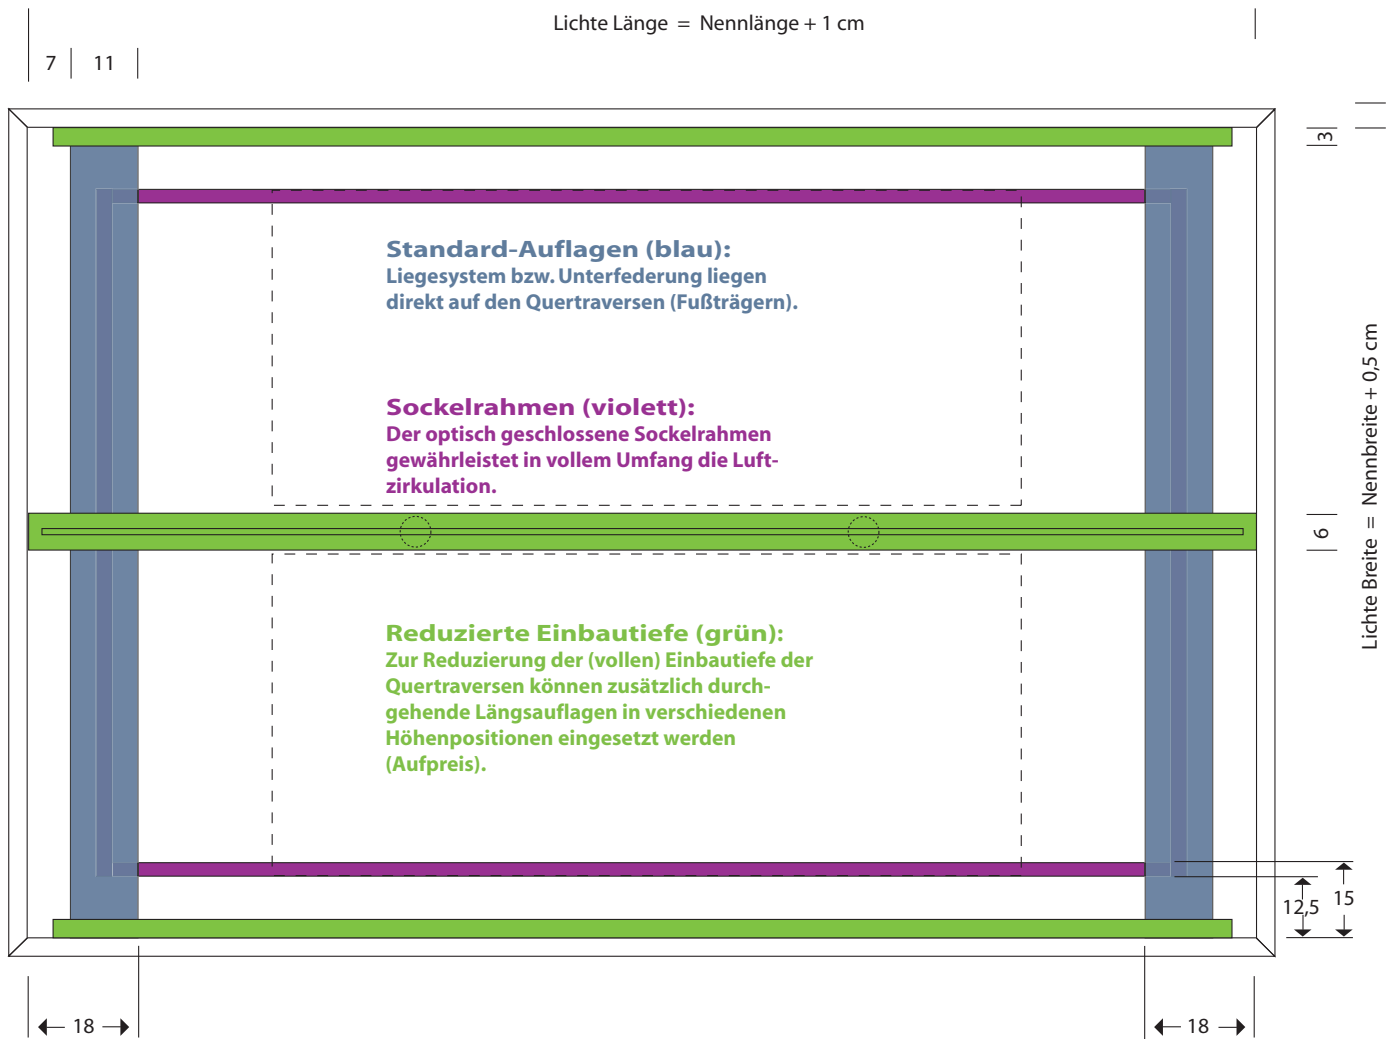 Lichte Länge = Nennlänge + 1 cm
7
11
3
Standard-Auflagen (blau):
Liegesystem bzw. Unterfederung liegen
direkt auf den Quertraversen (Fußträgern).
Sockelrahmen (violett):
Der optisch geschlossene Sockelrahmen
gewährleistet in vollem Umfang die Luft-
zirkulation.
Lichte Breite = Nennbreite + 0,5 cm
6
Reduzierte Einbautiefe (grün):
Zur Reduzierung der (vollen) Einbautiefe der
Quertraversen können zusätzlich durch-
gehende Längsauflagen in verschiedenen
Höhenpositionen eingesetzt werden
(Aufpreis).
12,5
15
18
18